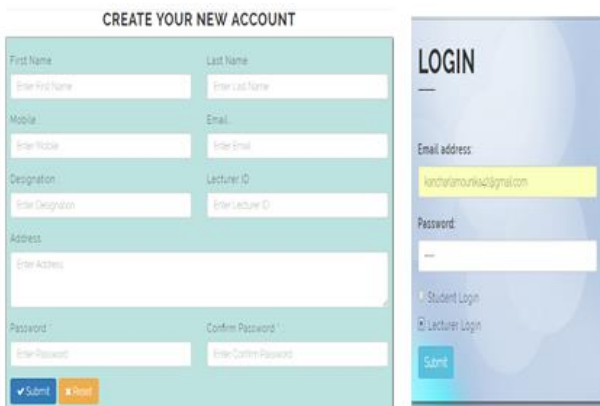 CREATE YOUR NEW ACCOUNT
First Name
Last Name
Enter First Name
Enter Last Name
Mobile
Email
Enter Mobile
Enter Email
Designation
Lecturer ID
Enter Designation
Enter Lecturer ID
Address
Enter Address
Password *
Confirm Password *
Enter Password
Enter Confirm Password
Submit
Reset
LOGIN
Email address:
Password:
Student Login
Lecturer Login
Submit